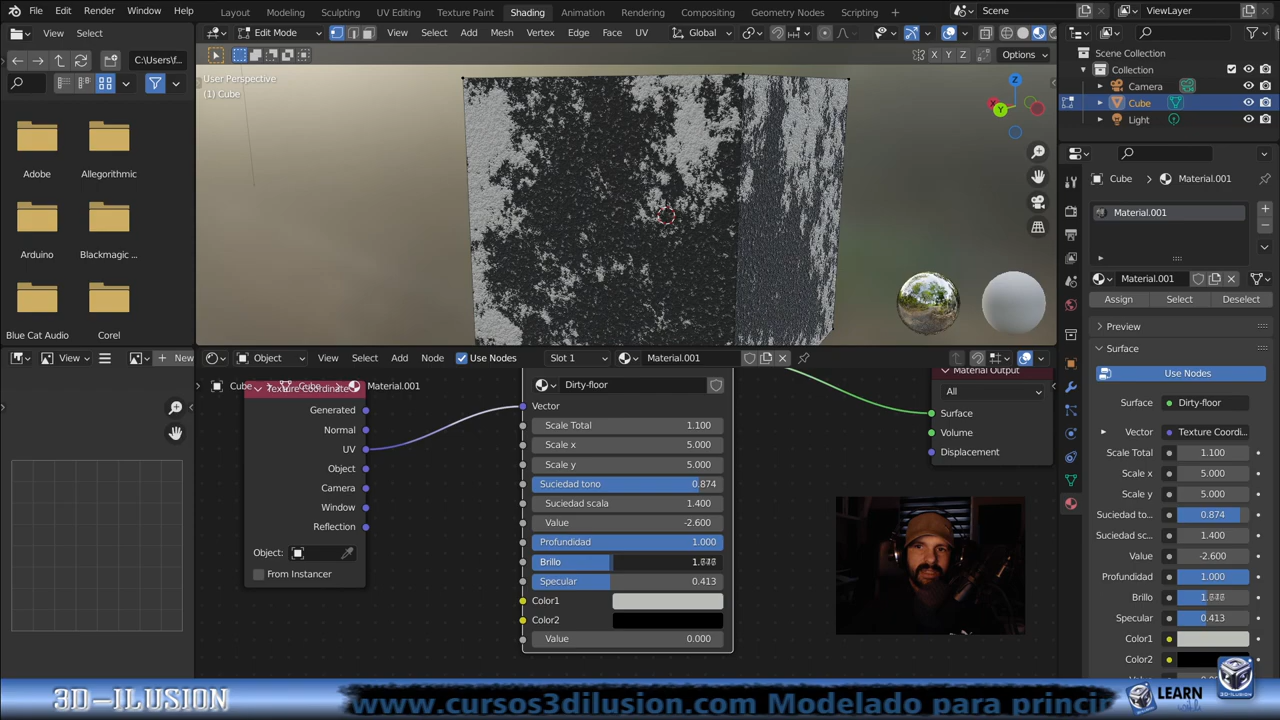 File Edit Render Window Help Layout Modeling Sculpting UV Editing Texture Paint Shading Animation Rendering Compositing Geometry Nodes Scripting Scene ViewLayer
View Select Edit Mode View Select Add Mesh Vertex Edge Face UV Global
C:\Users\f... Options
User Perspective
(1) Cube
Z
X
Y
X Y Z
Adobe Allegorithmic
Arduino Blackmagic ...
Blue Cat Audio Corel
Scene Collection
Collection
Camera
Cube
Light
Cube Material.001
Material.001
Material.001
Assign Select Deselect
Preview
Surface
Use Nodes
Surface Dirty-floor
Vector Texture Coordi...
Scale Total 1.100
Scale x 5.000
Scale y 5.000
Suciedad to... 0.874
Suciedad sc... 1.400
Value -2.600
Profundidad 1.000
Brillo
Specular 0.413
Color1
Color2
View New
Object View Select Add Node Use Nodes Slot 1 Material.001
Cube Cube Material.001
Texture Coordinate
Generated
Normal
UV
Object
Camera
Window
Reflection
Object:
From Instancer
Dirty-floor
Vector
Scale Total 1.100
Scale x 5.000
Scale y 5.000
Suciedad tono 0.874
Suciedad scala 1.400
Value -2.600
Profundidad 1.000
Brillo
Specular 0.413
Color1
Color2
Value 0.000
Material Output
All
Surface
Volume
Displacement
3D-ILUSION www.cursos3dilusion.com Modelado para princip LEARN
3D-ILUSION